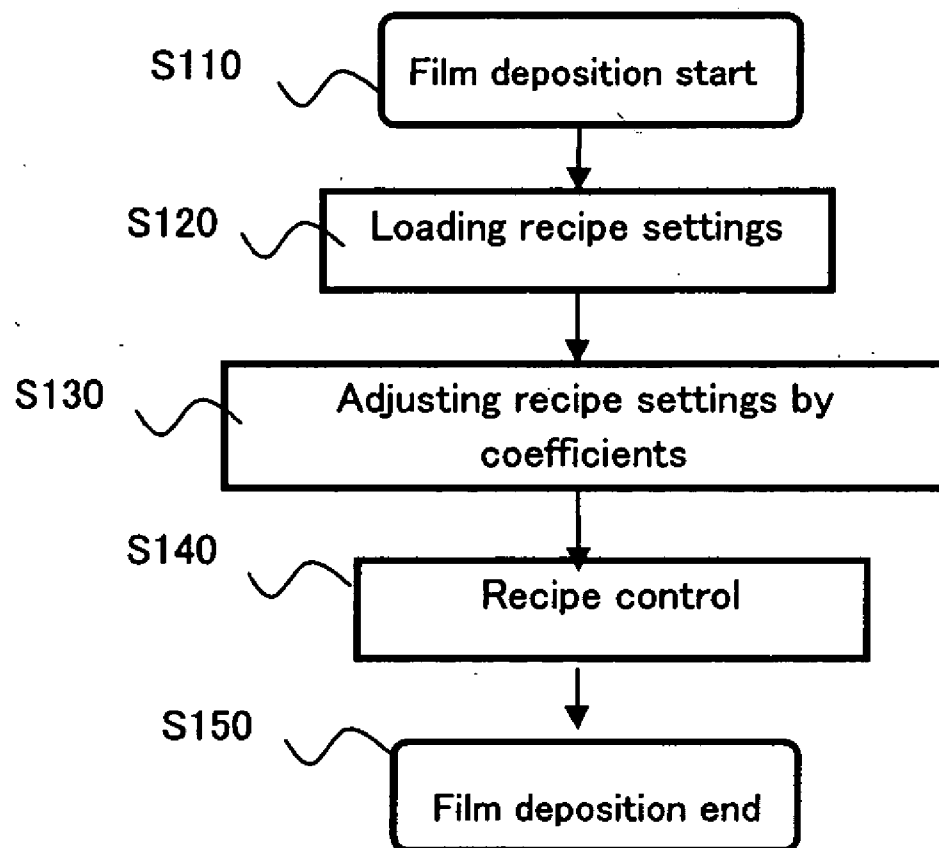 S110
Film deposition start
S120
Loading recipe settings
S130
Adjusting recipe settings by
coefficients
S140
Recipe control
S150
Film deposition end